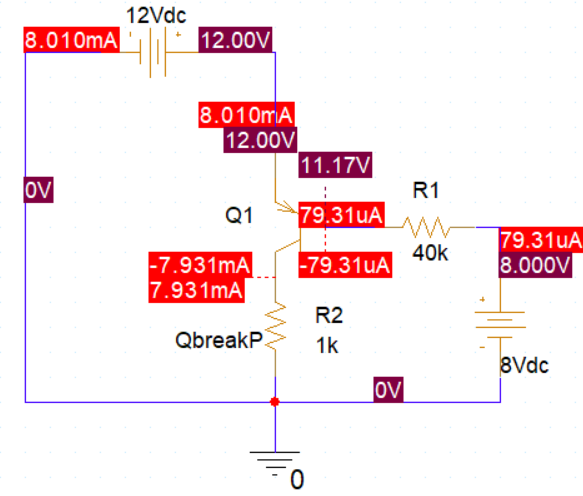 12Vdc
8.010mA
12.00V
8.010mA
12.00V
11.17V
0V
R1
Q1
79.31uA
79.31uA
40k
-7.931mA
-79.31uA
8.000V
7.931mA
R2
QbreakP
1k
8Vdc
0V
0